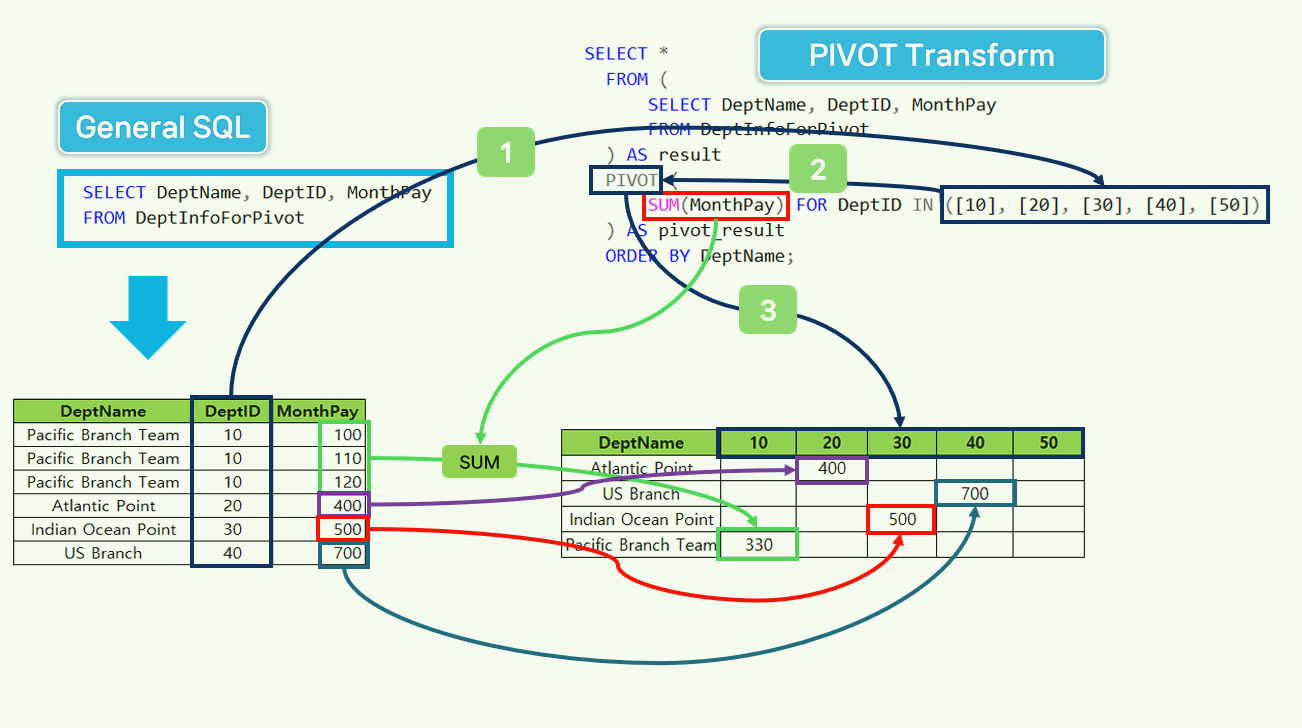 General SQL
SELECT DeptName, DeptID, MonthPay
FROM DeptInfoForPivot
PIVOT Transform
SELECT *
FROM (
SELECT DeptName, DeptID, MonthPay
FROM DeptInfoForPivot
) AS result
PIVOT (
SUM(MonthPay) FOR DeptID IN ([10], [20], [30], [40], [50])
) AS pivot_result
ORDER BY DeptName;
1
2
3
DeptName DeptID MonthPay
Pacific Branch Team 10 100
Pacific Branch Team 10 110
Pacific Branch Team 10 120
Atlantic Point 20 400
Indian Ocean Point 30 500
US Branch 40 700
SUM
DeptName 10 20 30 40 50
Atlantic Point 400
US Branch 700
Indian Ocean Point 500
Pacific Branch Team 330